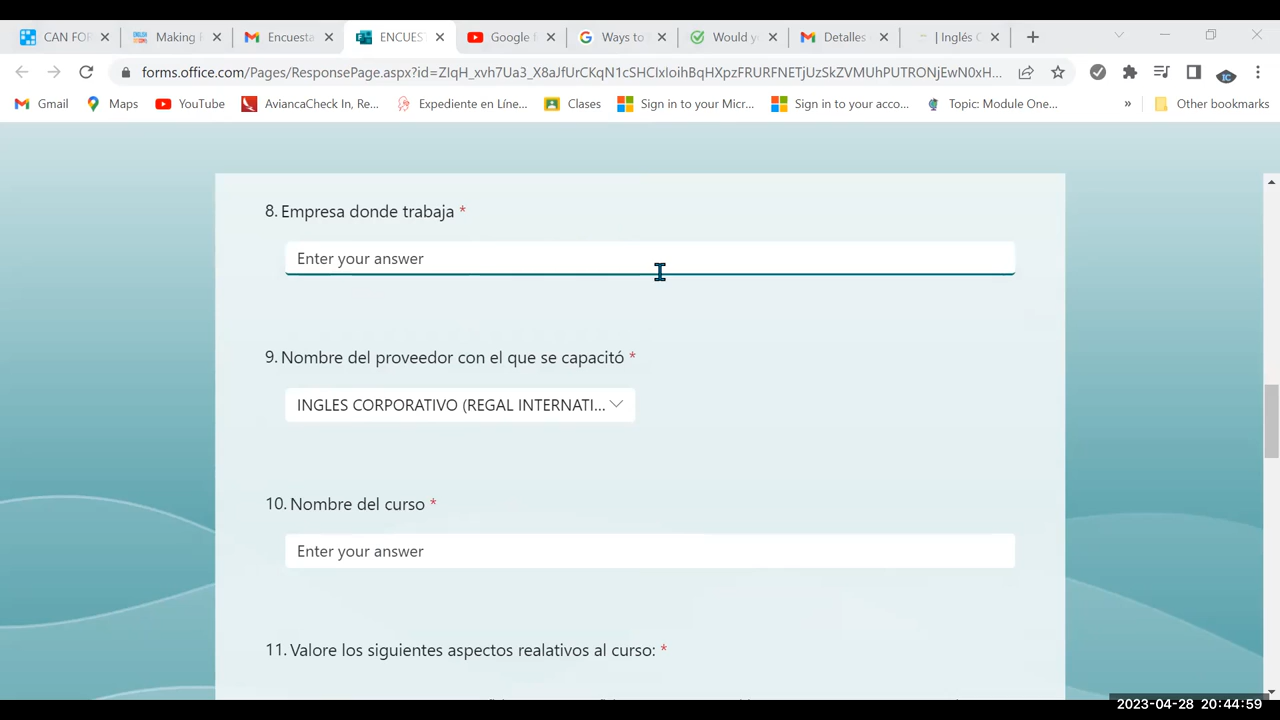 CAN FOR
Making
Encuesta
ENCUES
Google
Ways to
Would y
Detalles
| Inglés C
forms.office.com/Pages/ResponsePage.aspx?id=ZIqH_xvh7Ua3_X8aJfUrCKqN1cSHClxIoihBqHXpzFRURFNETjUzSkZVMUhPUTRONjEwN0xH...
Gmail
Maps
YouTube
AviancaCheck In, Re...
Expediente en Líne...
Clases
Sign in to your Micr...
Sign in to your acco...
Topic: Module One...
»
Other bookmarks
8. Empresa donde trabaja *
Enter your answer
9. Nombre del proveedor con el que se capacitó *
INGLES CORPORATIVO (REGAL INTERNATI...
10. Nombre del curso *
Enter your answer
11. Valore los siguientes aspectos realativos al curso: *
2023-04-28 20:44:59